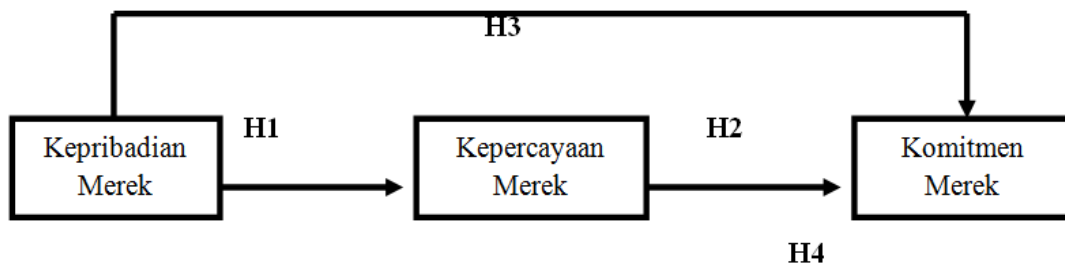 H3
H1
H2
Kepribadian
Merek
Kepercayaan
Merek
Komitmen
Merek
H4